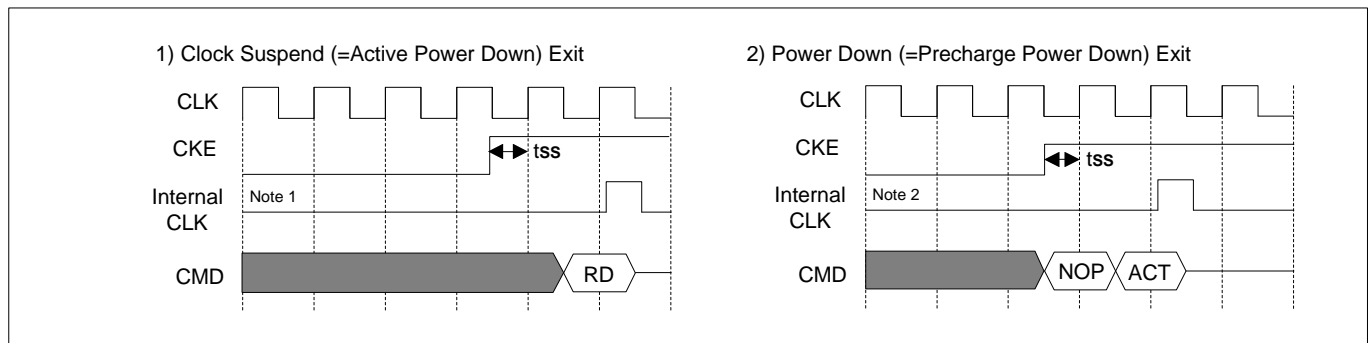 1) Clock Suspend (=Active Power Down) Exit
CLK
CKE
tss
Internal
CLK
Note 1
CMD
RD
2) Power Down (=Precharge Power Down) Exit
CLK
CKE
tss
Internal
CLK
Note 2
CMD
NOP
ACT